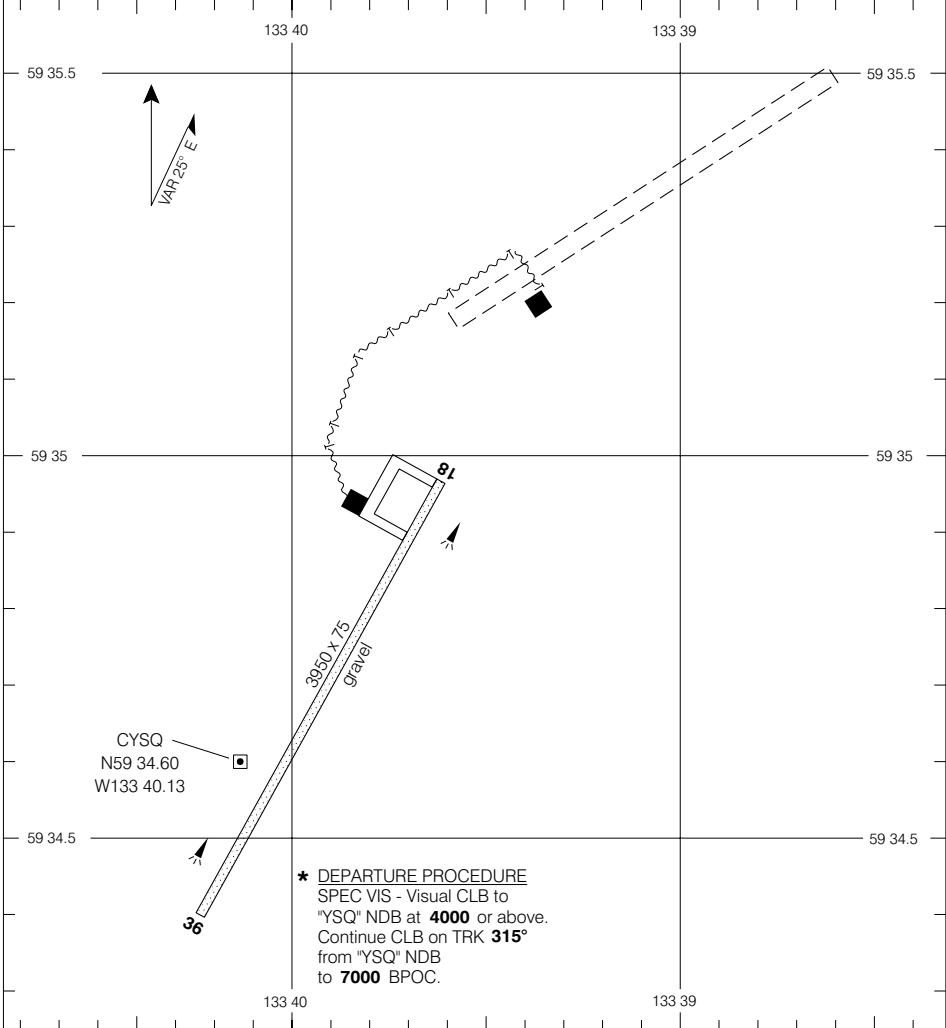 133 40
133 39
59 35.5
59 35.5
VAR 25° E
59 35
59 35
18
3950 x 75
gravel
CYSQ
N59 34.60
W133 40.13
59 34.5
59 34.5
36
* DEPARTURE PROCEDURE
SPEC VIS - Visual CLB to
"YSQ" NDB at 4000 or above.
Continue CLB on TRK 315°
from "YSQ" NDB
to 7000 BPOC.
133 40
133 39